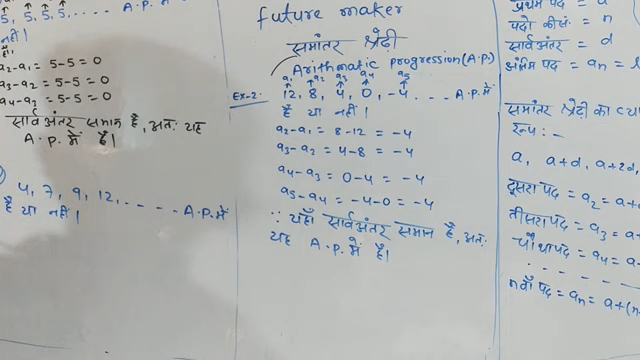 5, 5, 5, 5, . . . A.P. में
नहीं।
है,
a₂-a₁ = 5-5 = 0
a₃-a₂ = 5-5 = 0
a₄-a₃ = 5-5 = 0
सार्वअंतर समान है, अतः यह
A.P. में है।
4, 7, 9, 12, . . . . A.P. में
है या नहीं।
future maker
समांतर श्रेढी
Arithmatic progression (A.P)
a₁ a₂ a₃ a₄ a₅
Ex-2. 12, 8, 4, 0, -4 . . . A.P. में
है या नहीं।
a₂-a₁ = 8-12 = -4
a₃-a₂ = 4-8 = -4
a₄-a₃ = 0-4 = -4
a₅-a₄ = -4-0 = -4
∵ यहाँ सार्वअंतर समान है, अतः
यह A.P. में है।
प्रथम पद = a
पदो की सं. = n
सार्व अंतर = d
अंतिम पद = aₙ = l
समांतर श्रेढी का
रूप :-
a, a+d, a+2d,
दूसरा पद = a₂ = a+
तीसरा पद = a₃ = a+
चौथा पद = a₄ = a+
. . . . . .
nवाँ पद = aₙ = a+(n-